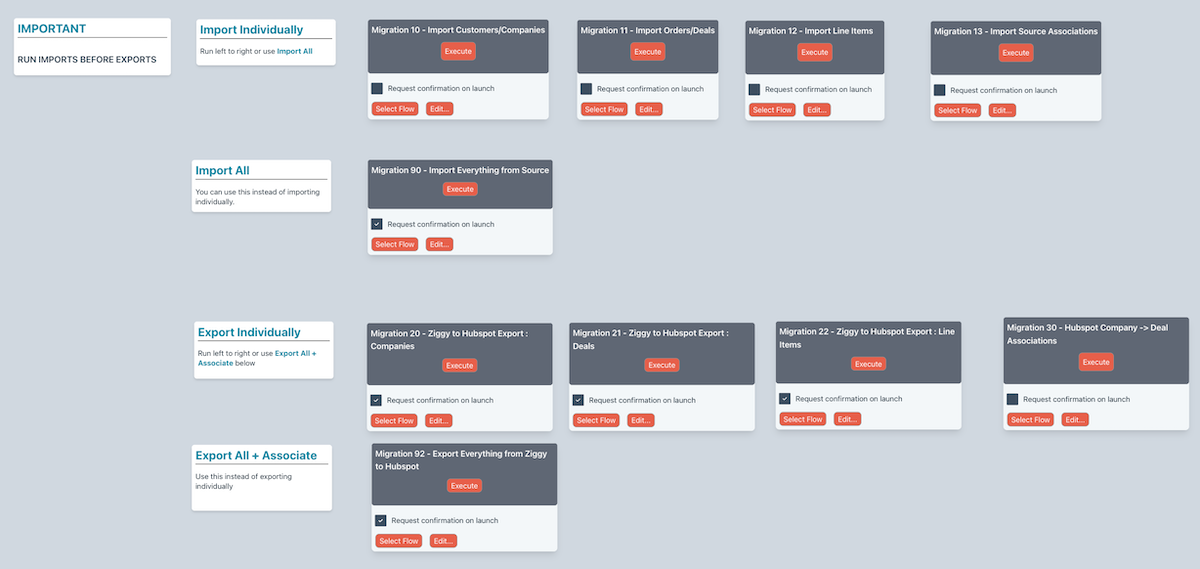 IMPORTANT
RUN IMPORTS BEFORE EXPORTS
Import Individually
Run left to right or use Import All
Migration 10 - Import Customers/Companies
Execute
Request confirmation on launch
Select Flow
Edit...
Migration 11 - Import Orders/Deals
Execute
Request confirmation on launch
Select Flow
Edit...
Migration 12 - Import Line Items
Execute
Request confirmation on launch
Select Flow
Edit...
Migration 13 - Import Source Associations
Execute
Request confirmation on launch
Select Flow
Edit...
Import All
You can use this instead of importing
individually.
Migration 90 - Import Everything from Source
Execute
Request confirmation on launch
Select Flow
Edit...
Export Individually
Run left to right or use Export All +
Associate below
Migration 20 - Ziggy to Hubspot Export :
Companies
Execute
Request confirmation on launch
Select Flow
Edit...
Migration 21 - Ziggy to Hubspot Export :
Deals
Execute
Request confirmation on launch
Select Flow
Edit...
Migration 22 - Ziggy to Hubspot Export : Line
Items
Execute
Request confirmation on launch
Select Flow
Edit...
Migration 30 - Hubspot Company -> Deal
Associations
Execute
Request confirmation on launch
Select Flow
Edit...
Export All + Associate
Use this instead of exporting
individually
Migration 92 - Export Everything from Ziggy
to Hubspot
Execute
Request confirmation on launch
Select Flow
Edit...